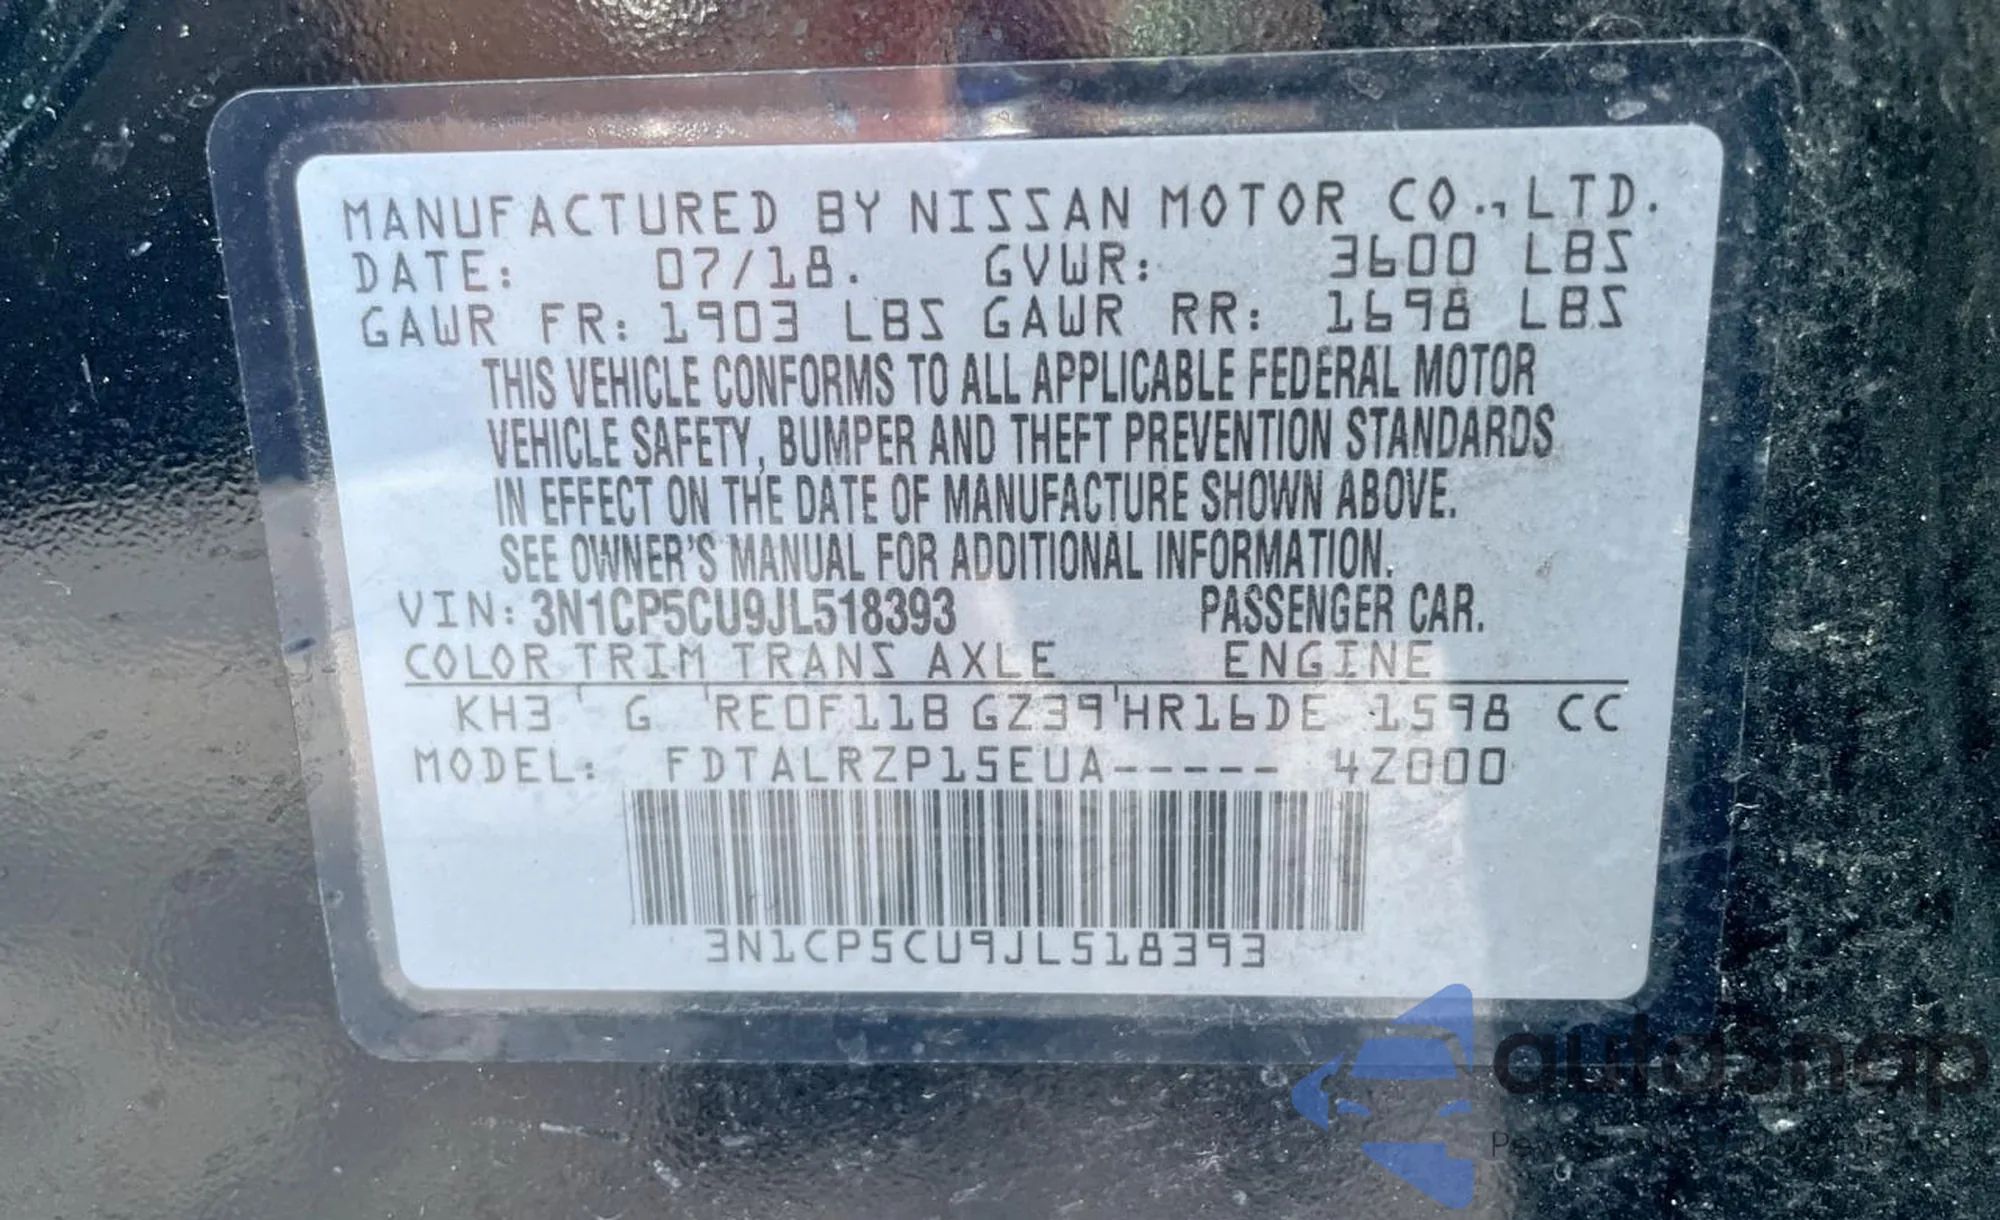 MANUFACTURED BY NISSAN MOTOR CO., LTD.
DATE: 07/18. GVWR: 3600 LBS
GAWR FR: 1903 LBS GAWR RR: 1698 LBS
THIS VEHICLE CONFORMS TO ALL APPLICABLE FEDERAL MOTOR
VEHICLE SAFETY, BUMPER AND THEFT PREVENTION STANDARDS
IN EFFECT ON THE DATE OF MANUFACTURE SHOWN ABOVE.
SEE OWNER'S MANUAL FOR ADDITIONAL INFORMATION.
VIN: 3N1CP5CU9JL518393 PASSENGER CAR.
COLOR TRIM TRANS AXLE ENGINE
KH3 ' G 'RE0F11B GZ39'HR16DE 1598 CC
MODEL: FDTALRZP15EUA----- 4Z000
3N1CP5CU9JL518393
autosnap